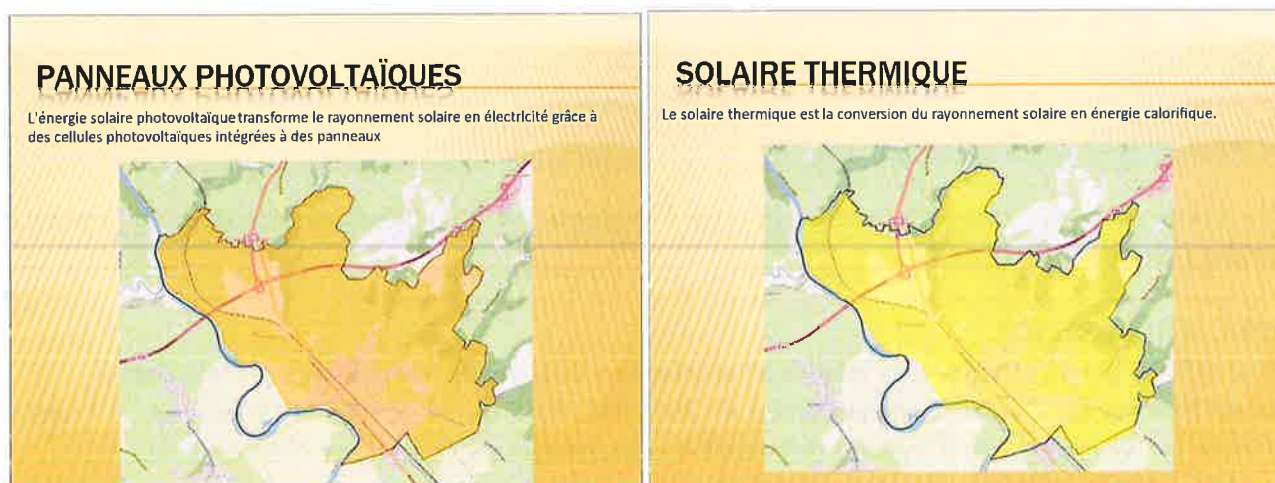 PANNEAUX PHOTOVOLTAÏQUES
L'énergie solaire photovoltaïque transforme le rayonnement solaire en électricité grâce à
des cellules photovoltaïques intégrées à des panneaux
SOLAIRE THERMIQUE
Le solaire thermique est la conversion du rayonnement solaire en énergie calorifique.